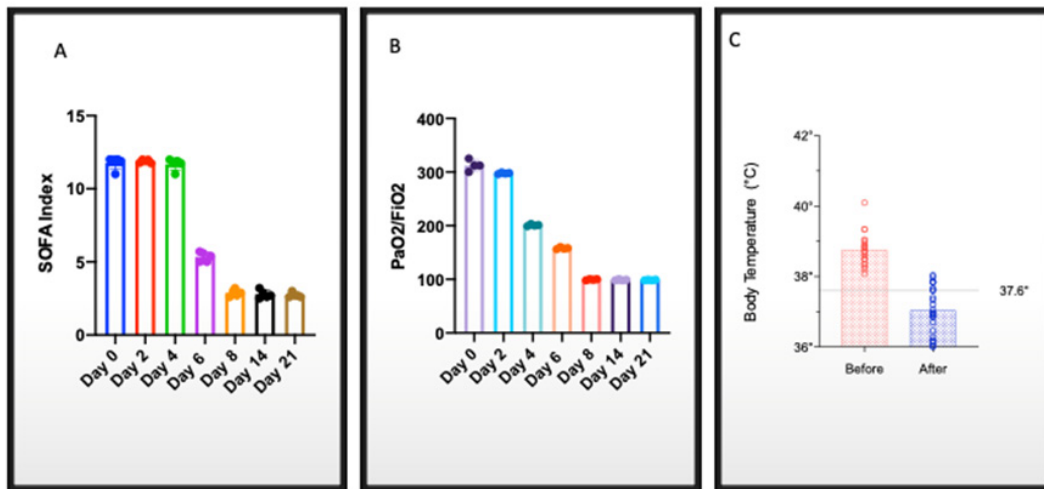 A
SOFA Index
15
10
5
0
Day 0
Day 2
Day 4
Day 6
Day 8
Day 14
Day 21
B
PaO2/FiO2
400
300
200
100
0
Day 0
Day 2
Day 4
Day 6
Day 8
Day 14
Day 21
C
Body Temperature (°C)
42°
40°
38°
36°
37.6°
Before
After